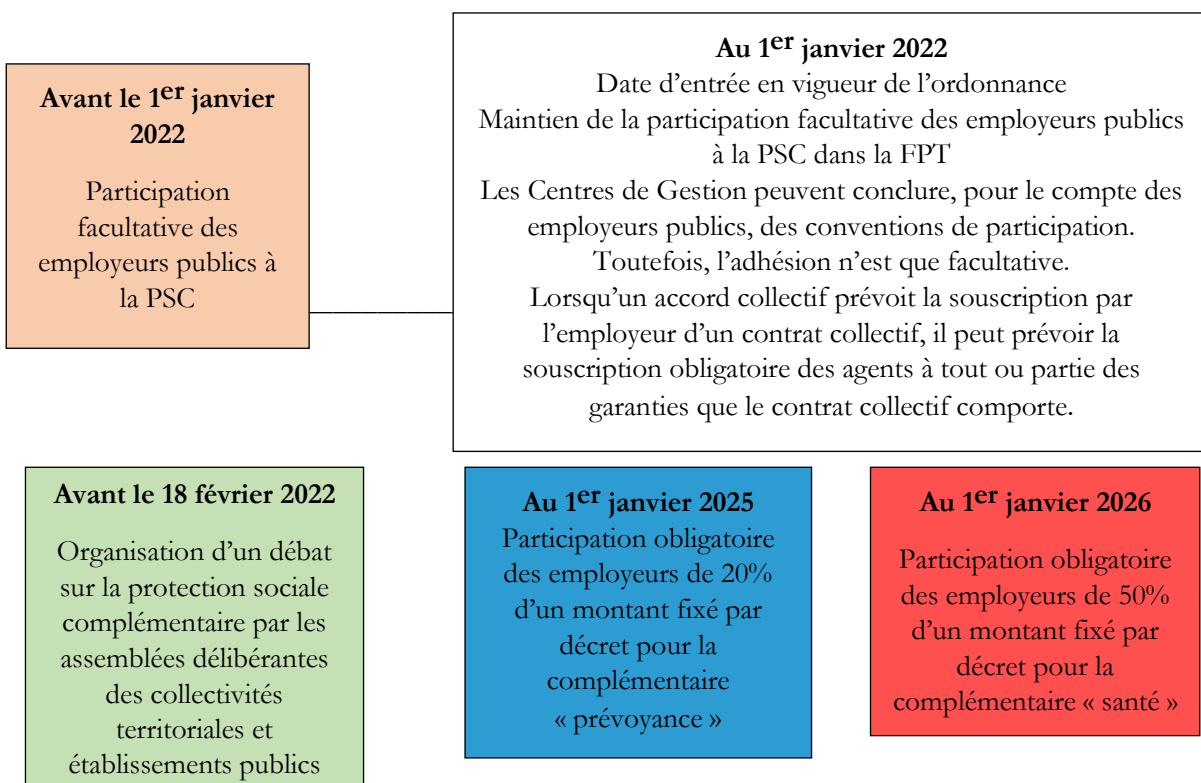 Avant le 1er janvier
2022
Participation
facultative des
employeurs publics à
la PSC
Au 1er janvier 2022
Date d’entrée en vigueur de l’ordonnance
Maintien de la participation facultative des employeurs publics
à la PSC dans la FPT
Les Centres de Gestion peuvent conclure, pour le compte des
employeurs publics, des conventions de participation.
Toutefois, l’adhésion n’est que facultative.
Lorsqu’un accord collectif prévoit la souscription par
l’employeur d’un contrat collectif, il peut prévoir la
souscription obligatoire des agents à tout ou partie des
garanties que le contrat collectif comporte.
Avant le 18 février 2022
Organisation d’un débat
sur la protection sociale
complémentaire par les
assemblées délibérantes
des collectivités
territoriales et
établissements publics
Au 1er janvier 2025
Participation obligatoire
des employeurs de 20%
d’un montant fixé par
décret pour la
complémentaire
« prévoyance »
Au 1er janvier 2026
Participation obligatoire
des employeurs de 50%
d’un montant fixé par
décret pour la
complémentaire « santé »